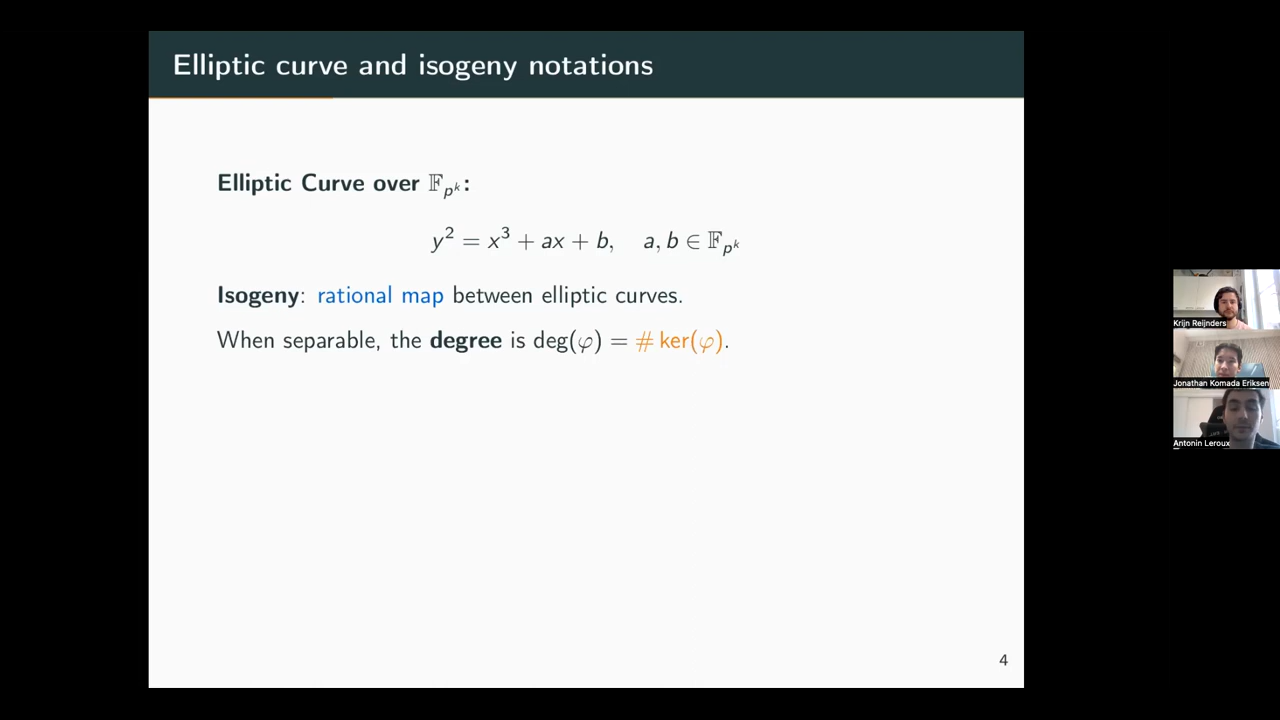 Elliptic curve and isogeny notations
Elliptic Curve over 𝔽_{p^k}:
y² = x³ + ax + b, a, b ∈ 𝔽_{p^k}
Isogeny: rational map between elliptic curves.
When separable, the degree is deg(φ) = # ker(φ).
4
Krijn Reijnders
Jonathan Komada Eriksen
Antonin Leroux